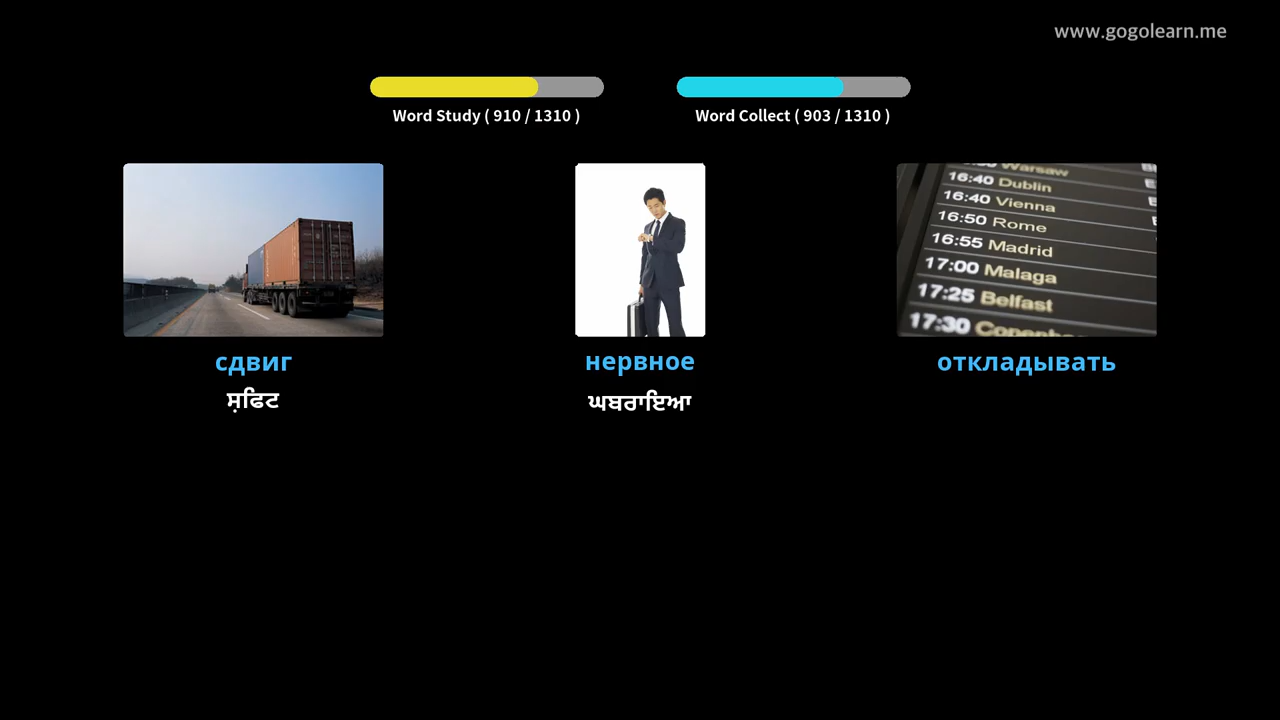 www.gogolearn.me
Word Study ( 910 / 1310 )
Word Collect ( 903 / 1310 )
Warsaw
16:40 Dublin
16:40 Vienna
16:50 Rome
16:55 Madrid
17:00 Malaga
17:25 Belfast
17:30
сдвиг
нервное
откладывать
ਸ਼ਫਿਟ
ਘਬਰਾਇਆ